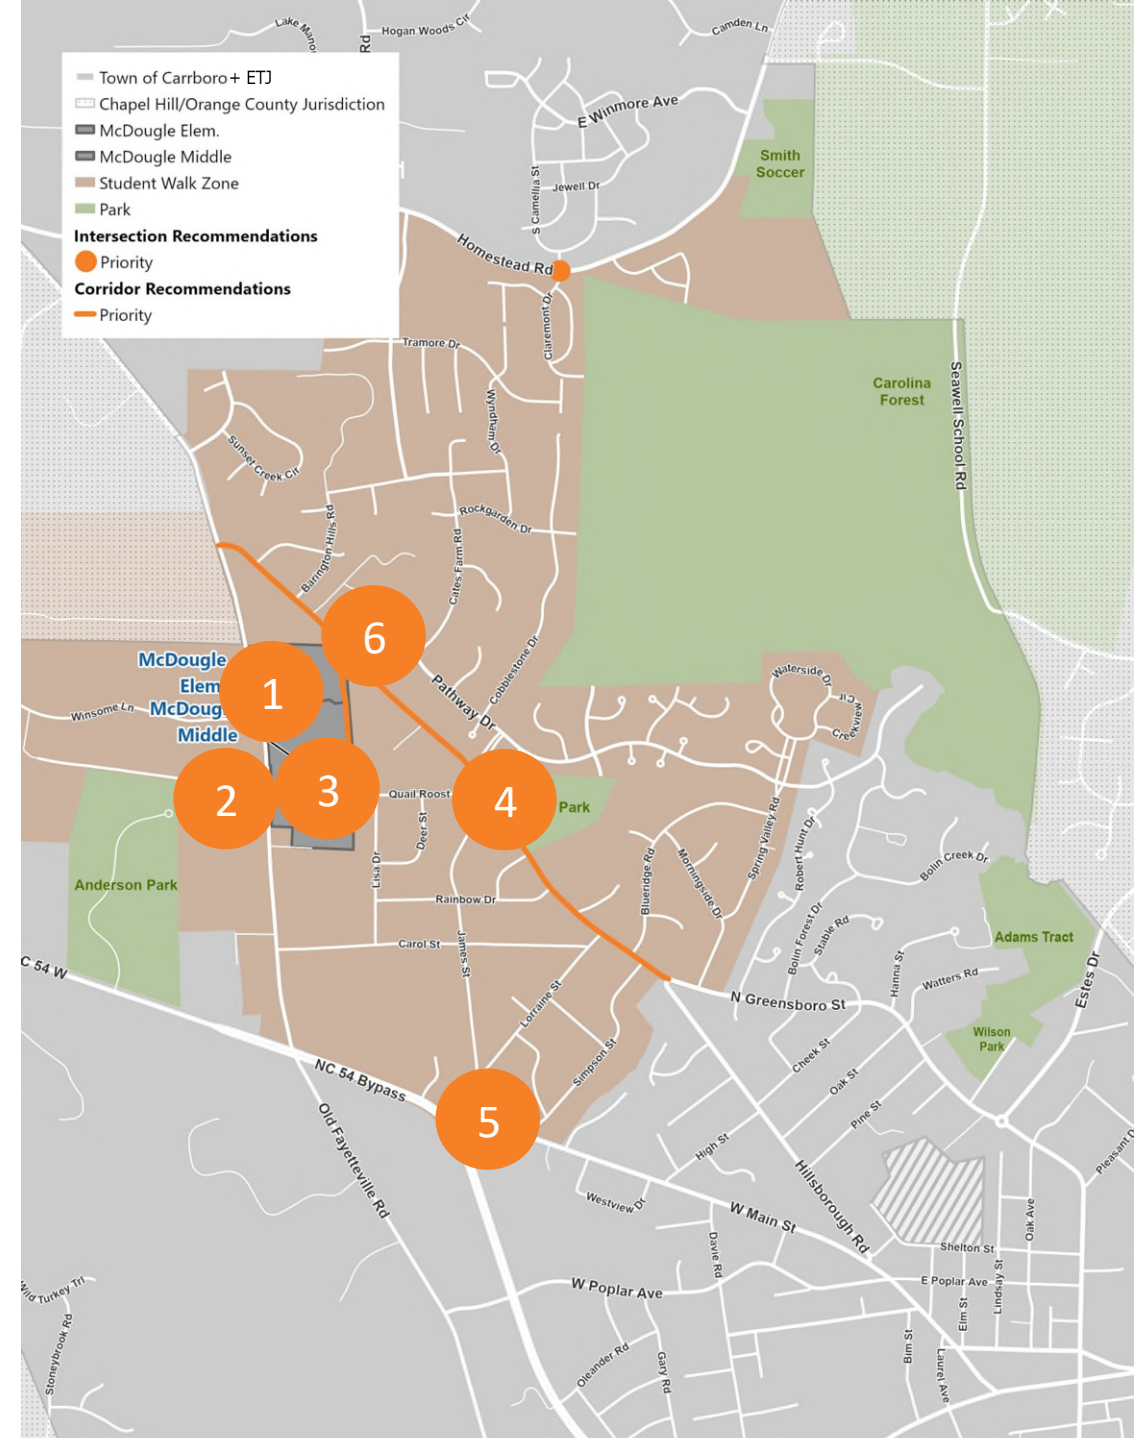 Lake Mano
Rd
Hogan Woods Cir
Camden Ln
Town of Carrboro + ETJ
Chapel Hill/Orange County Jurisdiction
McDougle Elem.
McDougle Middle
Student Walk Zone
Park
Intersection Recommendations
Priority
Corridor Recommendations
Priority
E Winmore Ave
Smith
Soccer
S Camellia St
Jewell Dr
Homestead Rd
Claremont Dr
Tramore Dr
Carolina
Forest
Seawell School Rd
Wyndham Dr
Sunset Creek Cir
Rockgarden Dr
Barington Hills Rd
Cates Farm Rd
6
McDougle
Elem
1
McDoug
Middle
Winsome Ln
Cobblestone Dr
Pathway Dr
Waterside Dr
Creekview
Cir
2
3
4
Quail Roost
Park
Deer St
Lisa Dr
Spring Valley Rd
Robert Hunt Dr
Blueridge Rd
Morningside Dr
Bolin Creek Dr
Anderson Park
Rainbow Dr
Bolin Forest Dr
Stable Rd
Adams Tract
Carol St
James St
C 54 W
Hanna St
Watters Rd
Estes Dr
Lorraine St
N Greensboro St
Wilson
Park
Simpson St
Cheek St
NC 54 Bypass
Oak St
5
Pine St
Old Fayetteville Rd
High St
Pleasant D
Hillsborough Rd
Westview Dr
W Main St
Oak Ave
Davie Rd
Shelton St
Wild Turkey Trl
W Poplar Ave
E Poplar Ave
Lindsay St
Elm St
Stoneybrook Rd
Oleander Rd
Gary Rd
Bim St
Laurel Ave